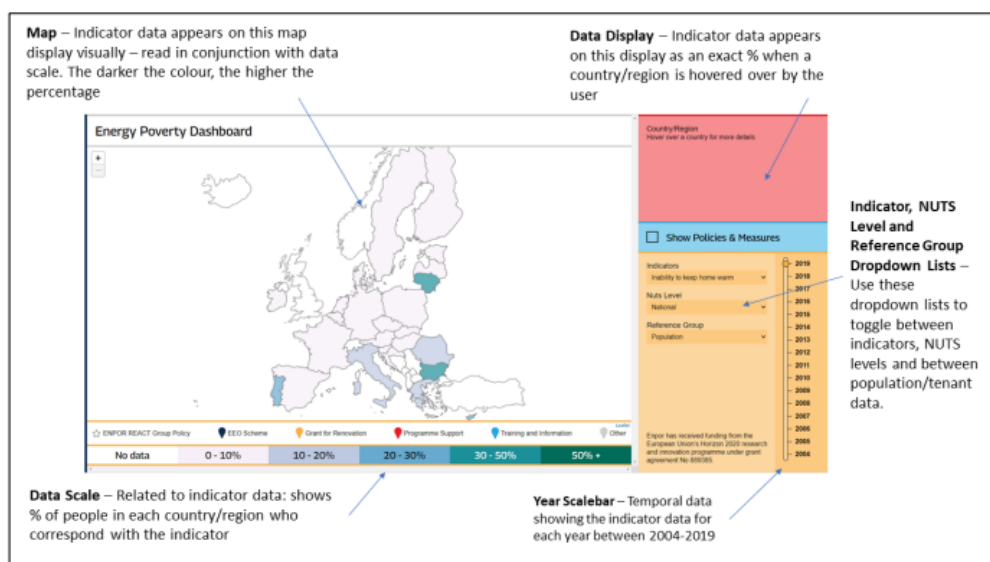 Map – Indicator data appears on this map
display visually – read in conjunction with data
scale. The darker the colour, the higher the
percentage
Data Display – Indicator data appears
on this display as an exact % when a
country/region is hovered over by the
user
Energy Poverty Dashboard
+
−
Country/Region
Hover over a country for more details
Show Policies & Measures
Indicators
Inability to keep home warm
Nuts Level
National
Reference Group
Population
2019
2018
2017
2016
2015
2014
2013
2012
2011
2010
2009
2008
2007
2006
2005
2004
Enpor has received funding from the
European Union's Horizon 2020 research
and innovation programme under grant
agreement No 889385.
Indicator, NUTS
Level and
Reference Group
Dropdown Lists –
Use these
dropdown lists to
toggle between
indicators, NUTS
levels and between
population/tenant
data.
Leaflet
ENPOR REACT Group Policy
EEO Scheme
Grant for Renovation
Programme Support
Training and Information
Other
No data
0 - 10%
10 - 20%
20 - 30%
30 - 50%
50% +
Data Scale – Related to indicator data: shows
% of people in each country/region who
correspond with the indicator
Year Scalebar – Temporal data
showing the indicator data for
each year between 2004-2019